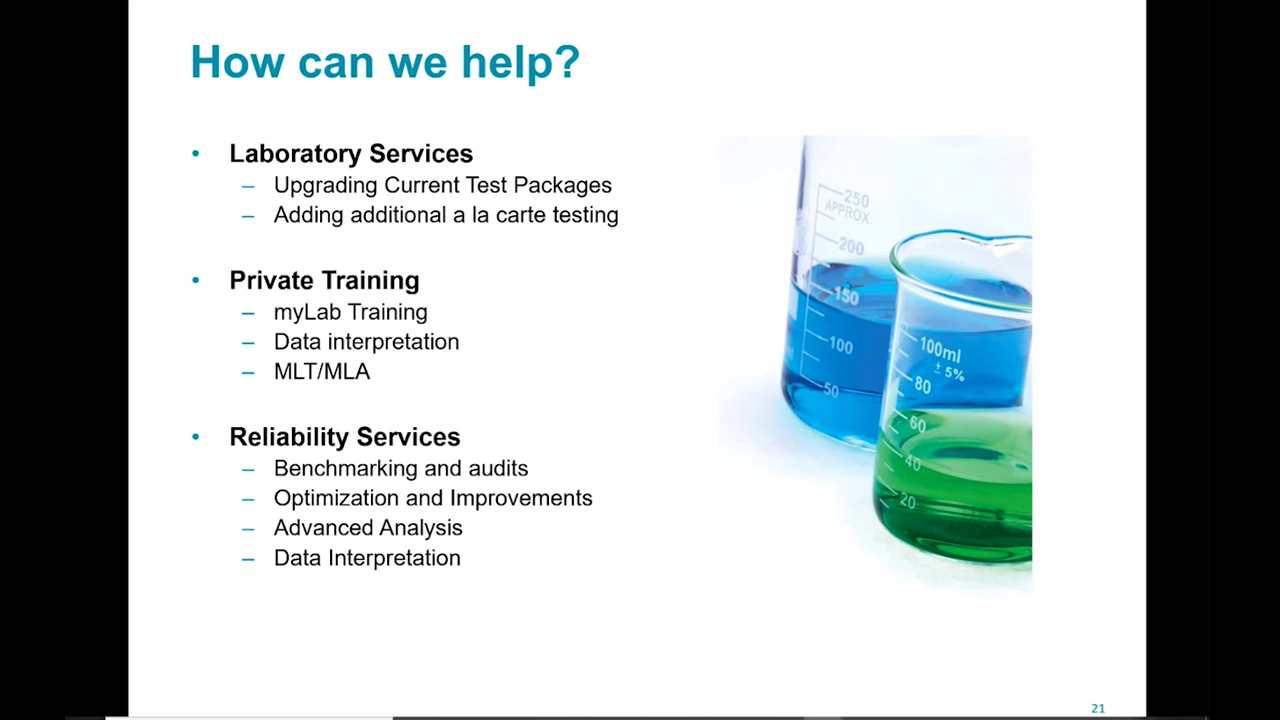 How can we help?
• Laboratory Services
– Upgrading Current Test Packages
– Adding additional a la carte testing
• Private Training
– myLab Training
– Data interpretation
– MLT/MLA
• Reliability Services
– Benchmarking and audits
– Optimization and Improvements
– Advanced Analysis
– Data Interpretation
250
APPROX.
200
150
100
50
100ml
± 5%
80
60
40
20
21